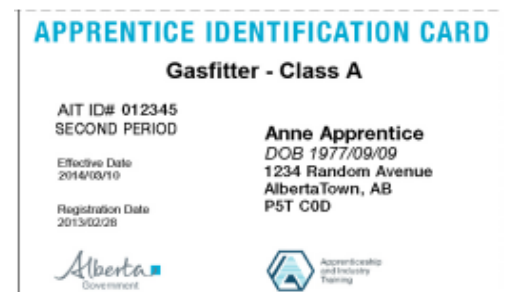 APPRENTICE IDENTIFICATION CARD
Gasfitter - Class A
AIT ID# 012345
SECOND PERIOD
Effective Date
2014/03/10
Registration Date
2013/02/28
Anne Apprentice
DOB 1977/09/09
1234 Random Avenue
AlbertaTown, AB
P5T C0D
Alberta
Government
Apprenticeship
and Industry
Training